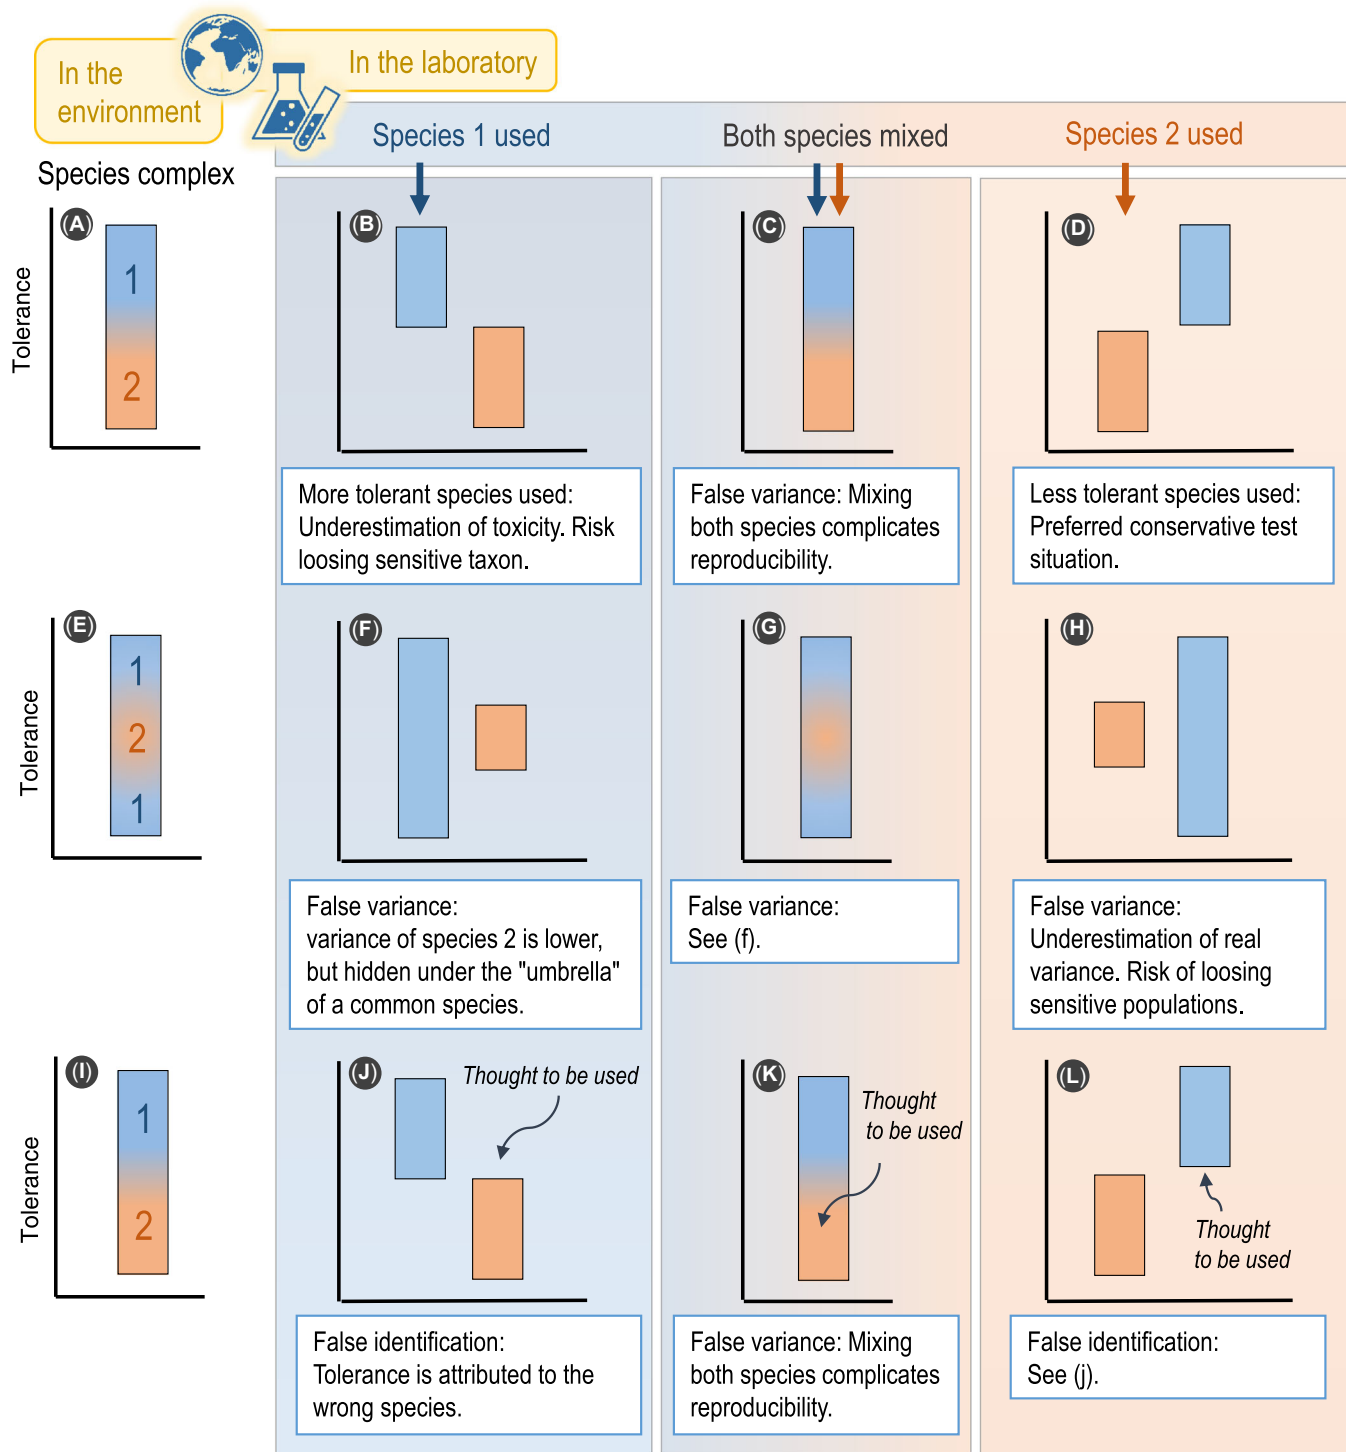 In the
environment
In the laboratory
Species 1 used
Both species mixed
Species 2 used
Species complex
Tolerance
(A)
1
2
(B)
(C)
(D)
More tolerant species used:
Underestimation of toxicity. Risk
loosing sensitive taxon.
False variance: Mixing
both species complicates
reproducibility.
Less tolerant species used:
Preferred conservative test
situation.
Tolerance
(E)
1
2
1
(F)
(G)
(H)
False variance:
variance of species 2 is lower,
but hidden under the "umbrella"
of a common species.
False variance:
See (f).
False variance:
Underestimation of real
variance. Risk of loosing
sensitive populations.
Tolerance
(I)
1
2
(J)
Thought to be used
(K)
Thought
to be used
(L)
Thought
to be used
False identification:
Tolerance is attributed to the
wrong species.
False variance: Mixing
both species complicates
reproducibility.
False identification:
See (j).